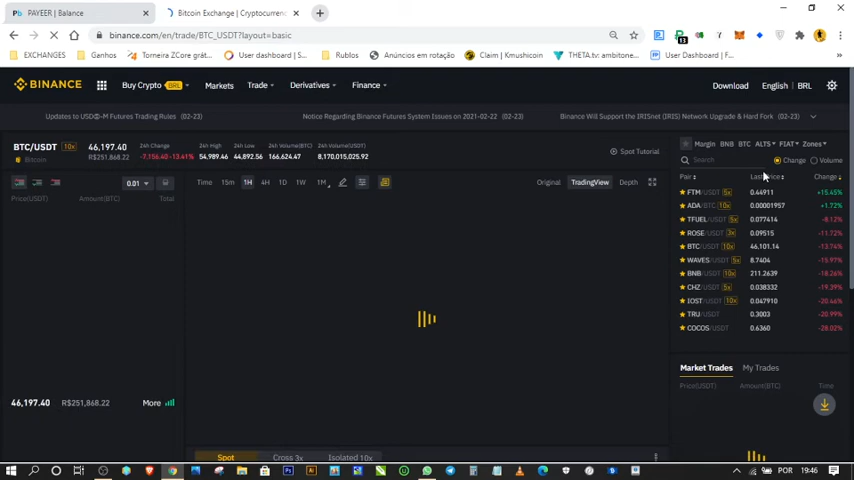 PAYEER | Balance
Bitcoin Exchange | Cryptocurrenc
binance.com/en/trade/BTC_USDT?layout=basic
EXCHANGES
Ganhos
Torneira ZCore grát...
User dashboard | S...
Rublos
Anúncios em rotação
Claim | Kmushicoin
THETA.tv: ambitone...
User Dashboard | F...
BINANCE
Buy Crypto BRL
Markets
Trade
Derivatives
Finance
Download
English
BRL
Updates to USDⓈ-M Futures Trading Rules (02-23)
Notice Regarding Binance Futures System Issues on 2021-02-22 (02-23)
Binance Will Support the IRISnet (IRIS) Network Upgrade & Hard Fork (02-23)
BTC/USDT 10x
Bitcoin
46,197.40
R$251,868.22
24h Change
-7,156.40 -13.41%
24h High
54,989.46
24h Low
44,892.56
24h Volume(BTC)
166,624.47
24h Volume(USDT)
8,170,015,025.92
Spot Tutorial
Margin BNB BTC ALTS FIAT Zones
Search
Change
Volume
0.01
Price(USDT) Amount(BTC) Total
Time 15m 1H 4H 1D 1W 1M
Original TradingView Depth
Pair Last Price Change
FTM/USDT 5x 0.44911 +15.45%
ADA/BTC 10x 0.00001957 +1.72%
TFUEL/USDT 5x 0.077414 -8.12%
ROSE/USDT 3x 0.09515 -11.72%
BTC/USDT 10x 46,101.14 -13.74%
WAVES/USDT 5x 8.7404 -15.97%
BNB/USDT 10x 211.2639 -18.26%
CHZ/USDT 5x 0.038332 -19.39%
IOST/USDT 10x 0.047910 -20.46%
TRU/USDT 0.3003 -20.99%
COCOS/USDT 0.6360 -28.02%
Market Trades
My Trades
Price(USDT) Amount(BTC) Time
46,197.40 R$251,868.22 More
Spot Cross 3x Isolated 10x
POR 19:46